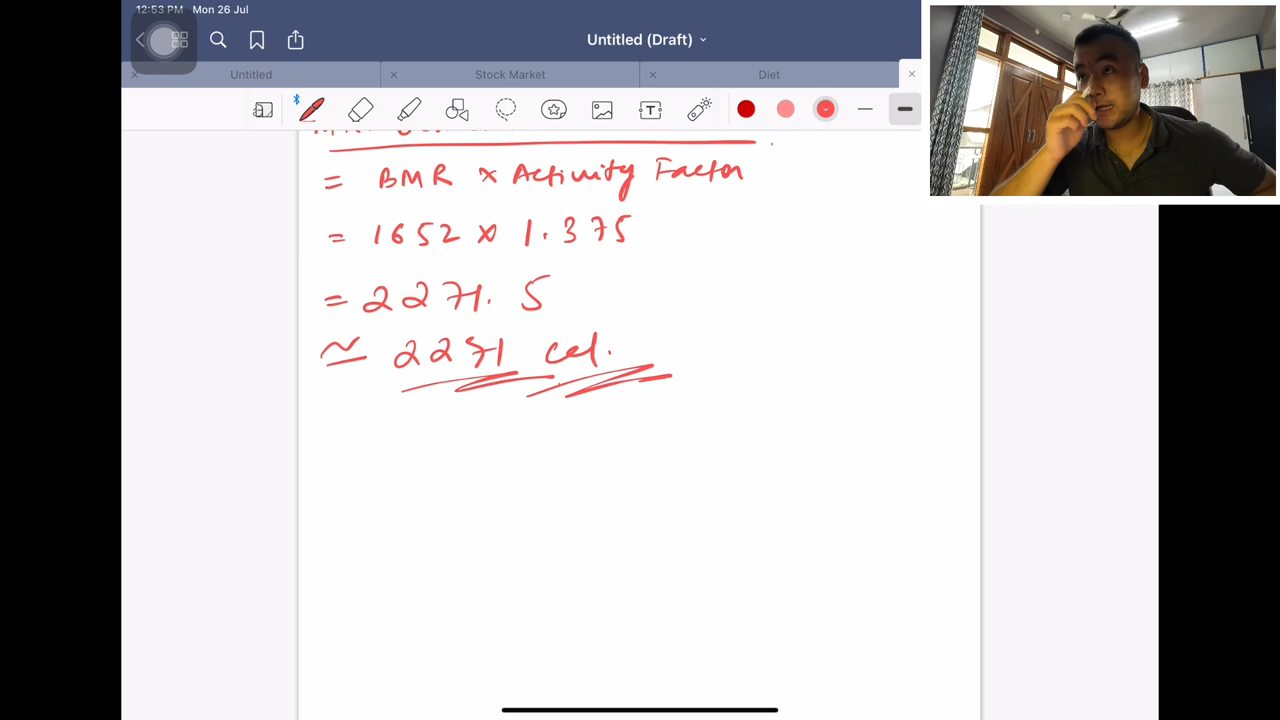 12:53 PM Mon 26 Jul
Untitled (Draft)
Untitled Stock Market Diet
= BMR × Activity Factor
= 1652 × 1.375
= 2271.5
≅ 2271 cal.